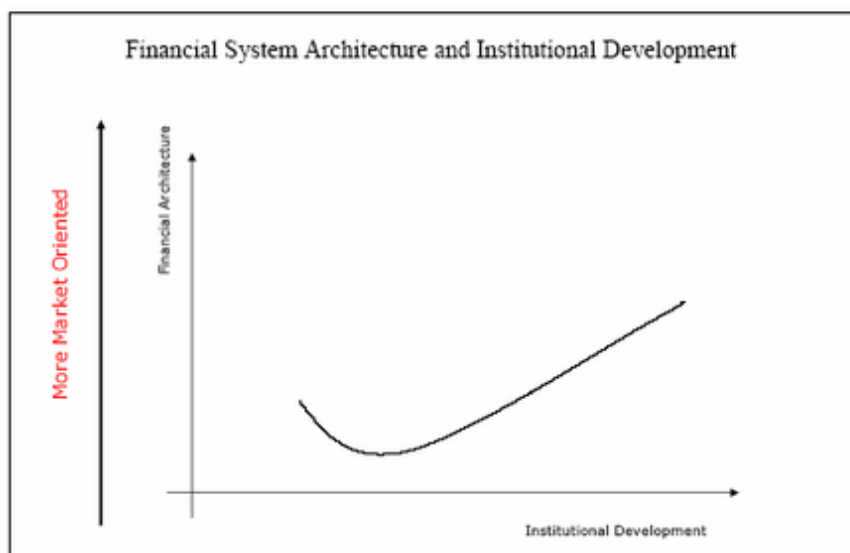 Financial System Architecture and Institutional Development
More Market Oriented
Financial Architecture
Institutional Development